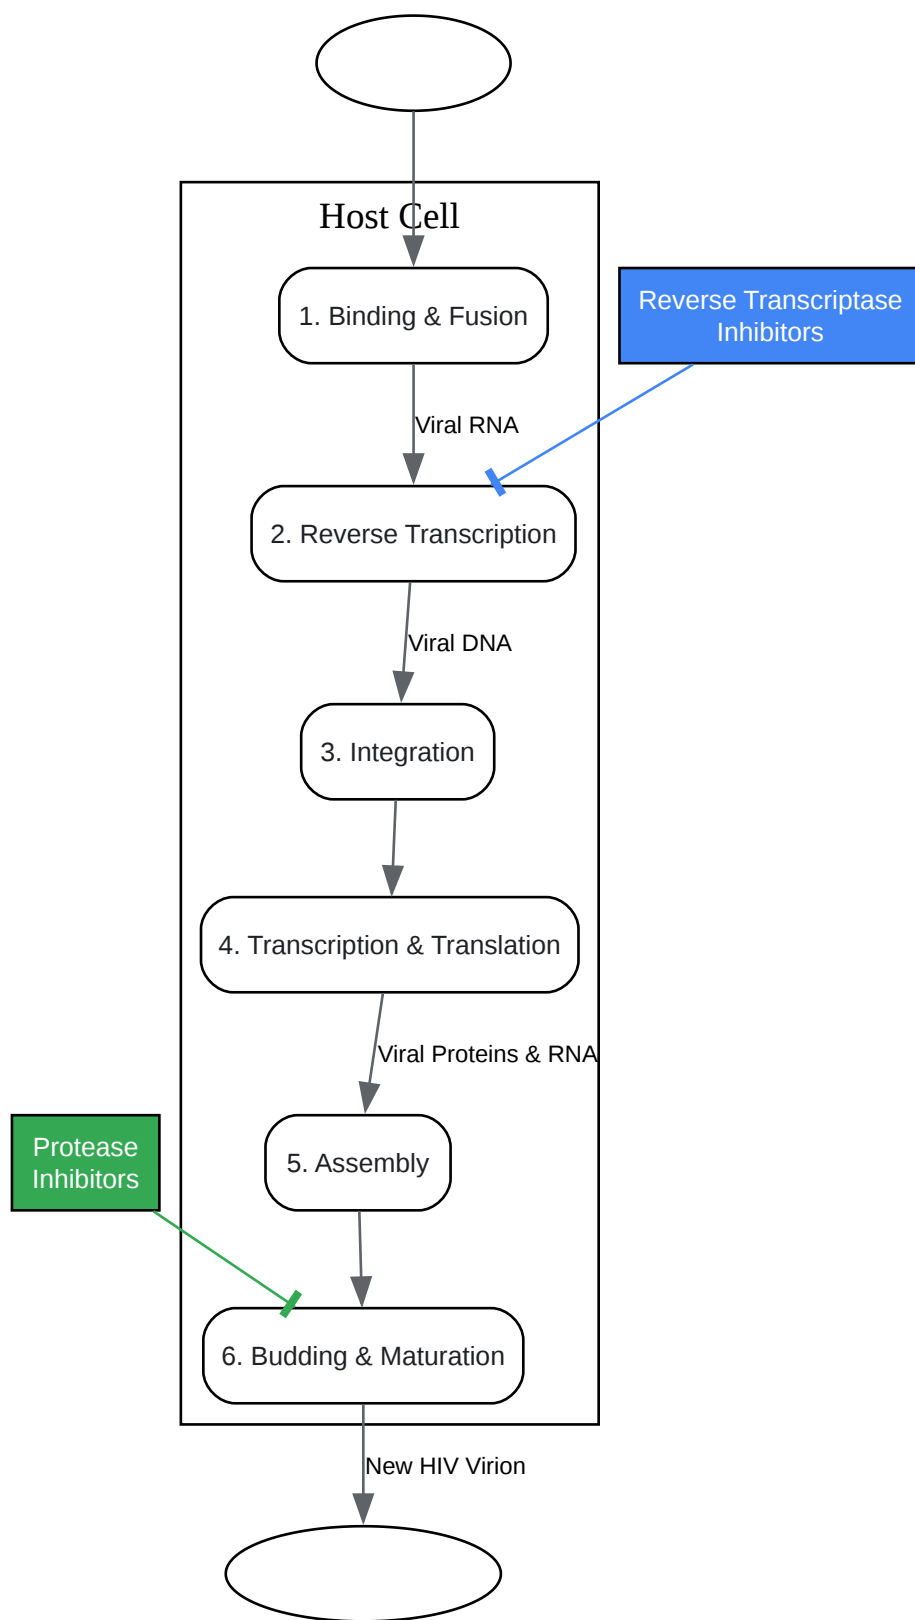 Host Cell
1. Binding & Fusion
Reverse Transcriptase
Inhibitors
Viral RNA
2. Reverse Transcription
Viral DNA
3. Integration
4. Transcription & Translation
Viral Proteins & RNA
Protease
Inhibitors
5. Assembly
6. Budding & Maturation
New HIV Virion